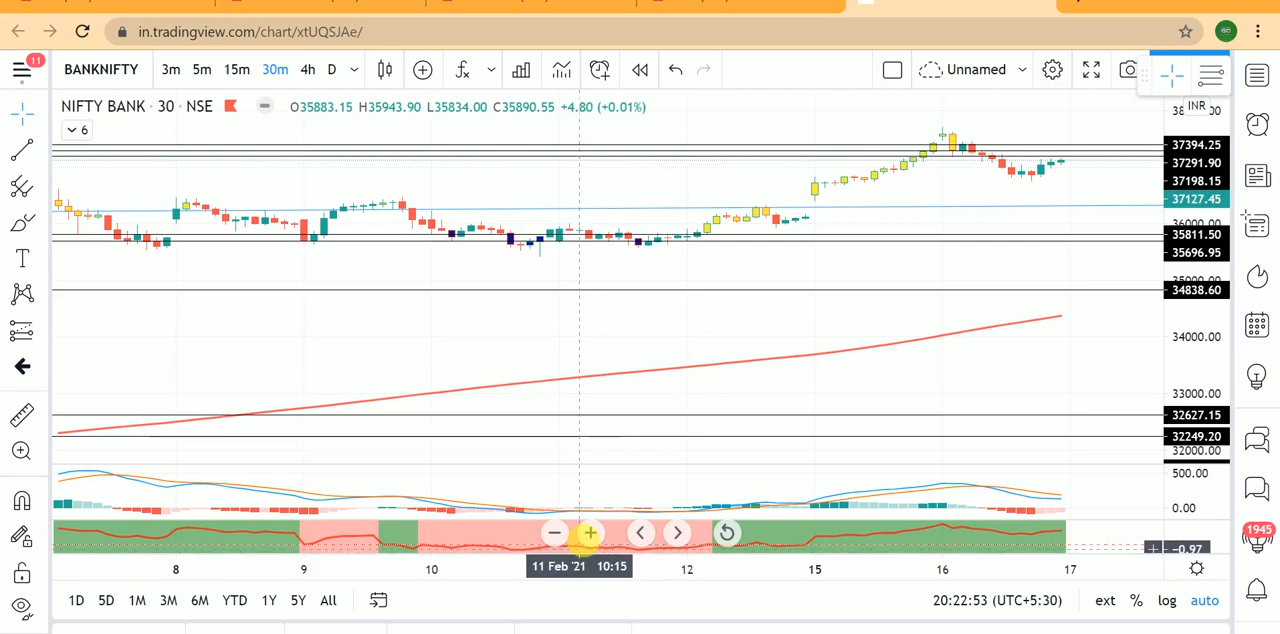 in.tradingview.com/chart/xtUQSJAe/
11
BANKNIFTY 3m 5m 15m 30m 4h D Unnamed
INR
NIFTY BANK · 30 · NSE O35883.15 H35943.90 L35834.00 C35890.55 +4.80 (+0.01%)
6
37394.25
37291.90
37198.15
37127.45
36000.00
35811.50
35696.95
34838.60
34000.00
33000.00
32627.15
32249.20
32000.00
500.00
0.00
1945
-0.97
11 Feb '21 10:15
8 9 10 12 15 16 17
1D 5D 1M 3M 6M YTD 1Y 5Y All 20:22:53 (UTC+5:30) ext % log auto